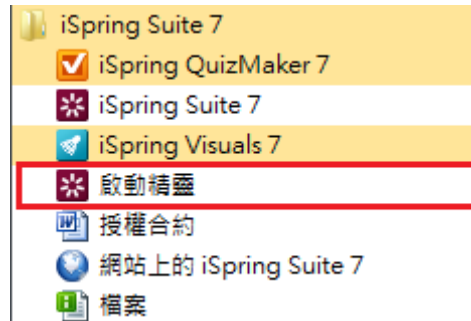 iSpring Suite 7
iSpring QuizMaker 7
iSpring Suite 7
iSpring Visuals 7
啟動精靈
授權合約
網站上的 iSpring Suite 7
檔案